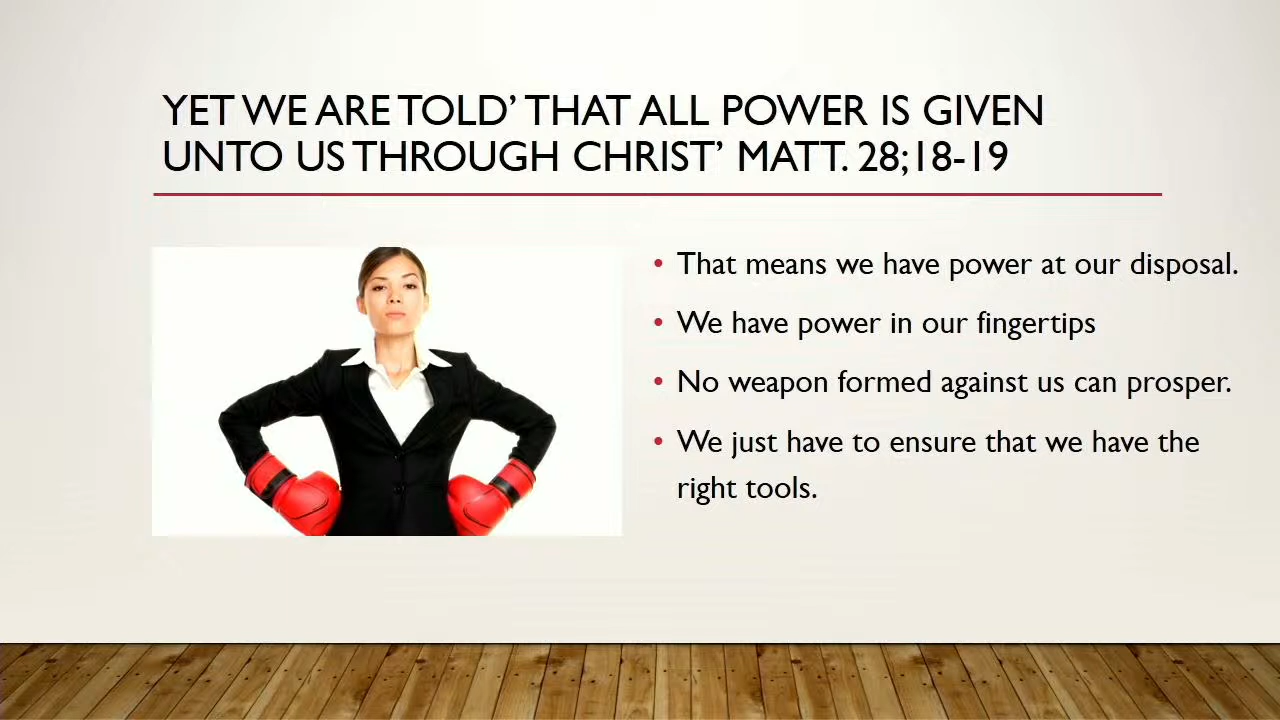 YET WE ARE TOLD’ THAT ALL POWER IS GIVEN
UNTO US THROUGH CHRIST’ MATT. 28;18-19
• That means we have power at our disposal.
• We have power in our fingertips
• No weapon formed against us can prosper.
• We just have to ensure that we have the
right tools.